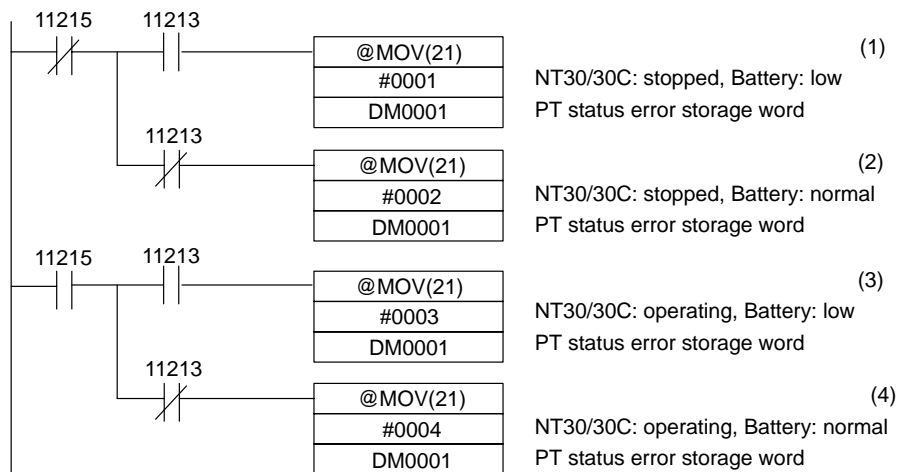 11215 11213
@MOV(21) (1)
#0001 NT30/30C: stopped, Battery: low
DM0001 PT status error storage word
11213
@MOV(21) (2)
#0002 NT30/30C: stopped, Battery: normal
DM0001 PT status error storage word
11215 11213
@MOV(21) (3)
#0003 NT30/30C: operating, Battery: low
DM0001 PT status error storage word
11213
@MOV(21) (4)
#0004 NT30/30C: operating, Battery: normal
DM0001 PT status error storage word